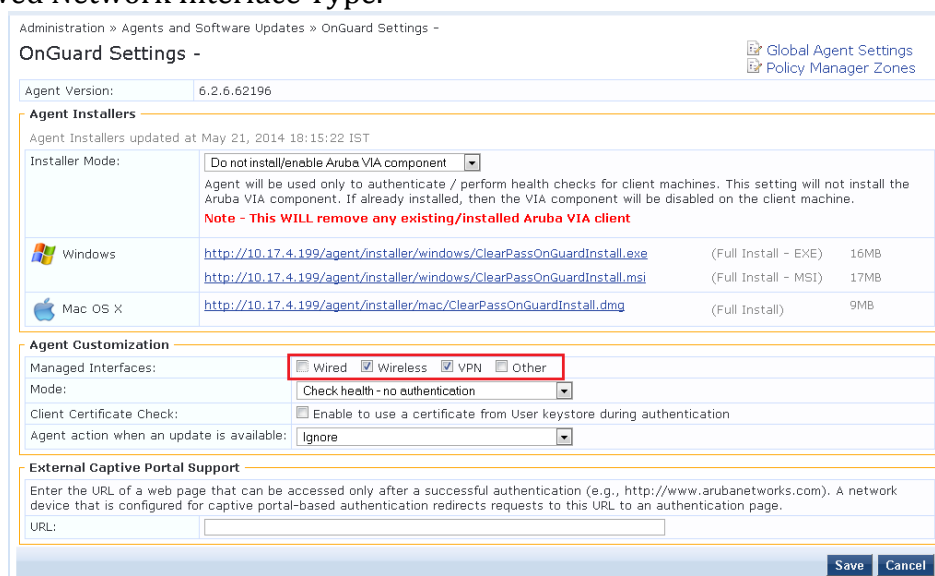 Network Interface Type.
Administration » Agents and Software Updates » OnGuard Settings -
OnGuard Settings -
Global Agent Settings
Policy Manager Zones
Agent Version: 6.2.6.62196
Agent Installers
Agent Installers updated at May 21, 2014 18:15:22 IST
Installer Mode: Do not install/enable Aruba VIA component
Agent will be used only to authenticate / perform health checks for client machines. This setting will not install the
Aruba VIA component. If already installed, then the VIA component will be disabled on the client machine.
Note - This WILL remove any existing/installed Aruba VIA client
Windows http://10.17.4.199/agent/installer/windows/ClearPassOnGuardInstall.exe (Full Install - EXE) 16MB
http://10.17.4.199/agent/installer/windows/ClearPassOnGuardInstall.msi (Full Install - MSI) 17MB
Mac OS X http://10.17.4.199/agent/installer/mac/ClearPassOnGuardInstall.dmg (Full Install) 9MB
Agent Customization
Managed Interfaces: Wired Wireless VPN Other
Mode: Check health - no authentication
Client Certificate Check: Enable to use a certificate from User keystore during authentication
Agent action when an update is available: Ignore
External Captive Portal Support
Enter the URL of a web page that can be accessed only after a successful authentication (e.g., http://www.arubanetworks.com). A network
device that is configured for captive portal-based authentication redirects requests to this URL to an authentication page.
URL:
Save Cancel